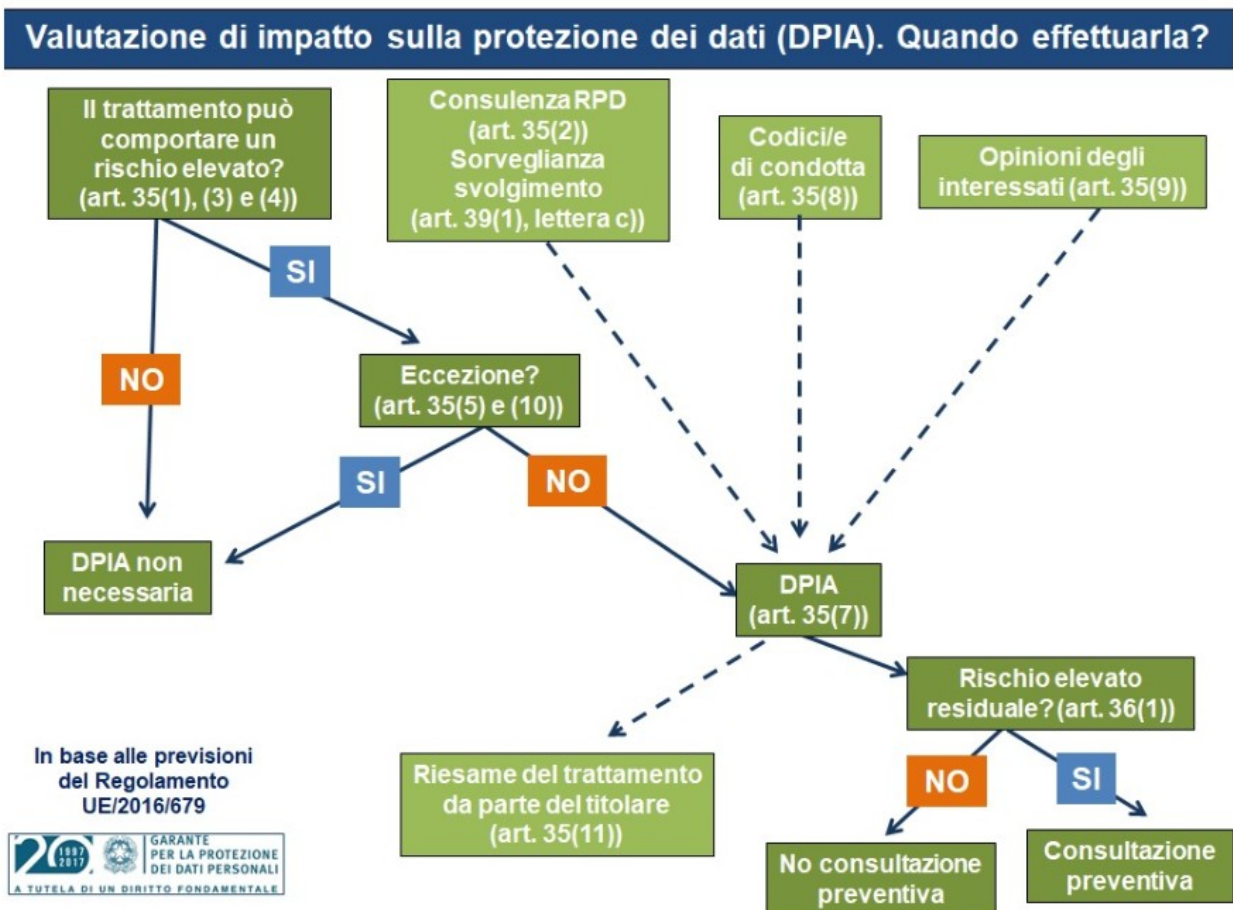 Valutazione di impatto sulla protezione dei dati (DPIA). Quando effettuarla?
Il trattamento può
comportare un
rischio elevato?
(art. 35(1), (3) e (4))
Consulenza RPD
(art. 35(2))
Sorveglianza
svolgimento
(art. 39(1), lettera c))
Codici/e
di condotta
(art. 35(8))
Opinioni degli
interessati (art. 35(9))
SI
NO
Eccezione?
(art. 35(5) e (10))
SI
NO
DPIA non
necessaria
DPIA
(art. 35(7))
Rischio elevato
residuale? (art. 36(1))
Riesame del trattamento
da parte del titolare
(art. 35(11))
NO
SI
No consultazione
preventiva
Consultazione
preventiva
In base alle previsioni
del Regolamento
UE/2016/679
20 1997
2017
GARANTE
PER LA PROTEZIONE
DEI DATI PERSONALI
A TUTELA DI UN DIRITTO FONDAMENTALE